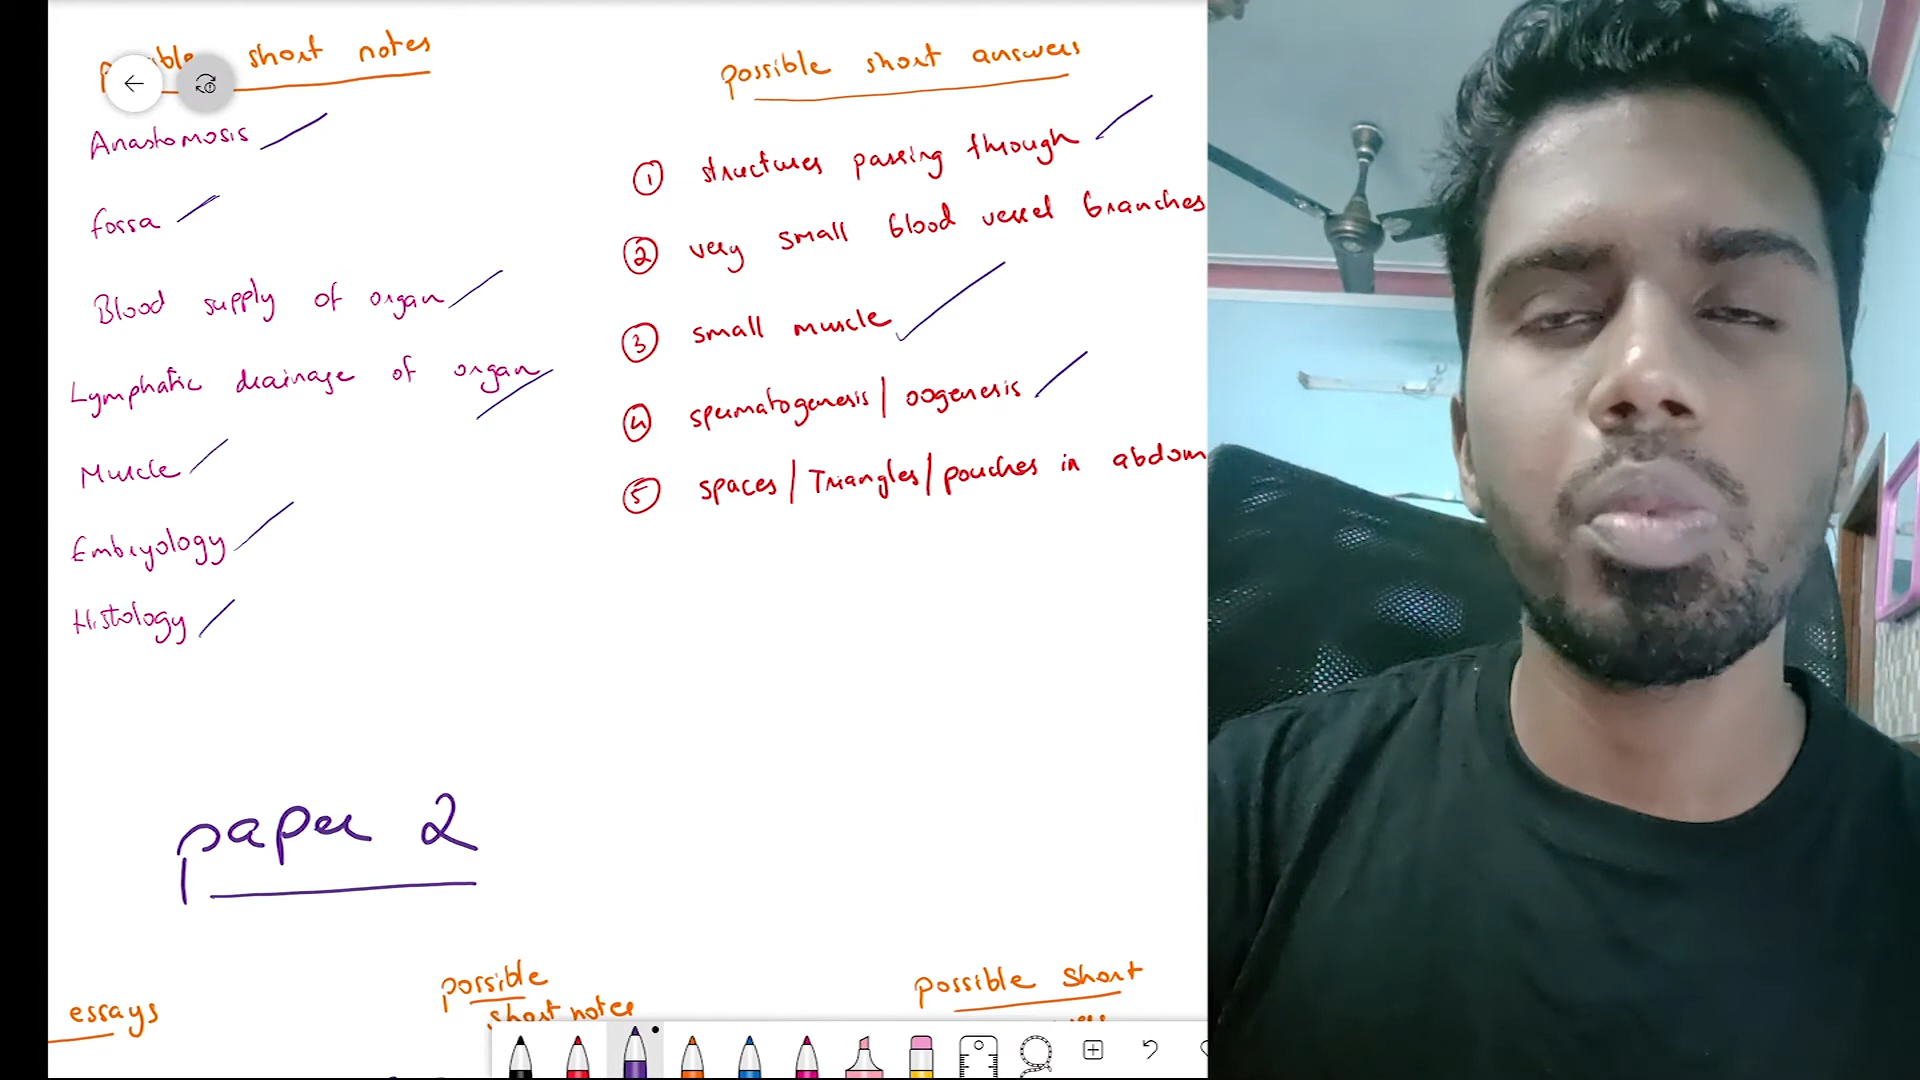 short notes
Anastomosis
fossa
Blood supply of organ
Lymphatic drainage of organ
Muscle
Embryology
Histology
possible short answers
① structures passing through
② very small blood vessel branches
③ small muscle
④ spermatogenesis / oogenesis
⑤ spaces / Triangles / pouches in abdom
paper 2
essays
possible
short notes
possible short